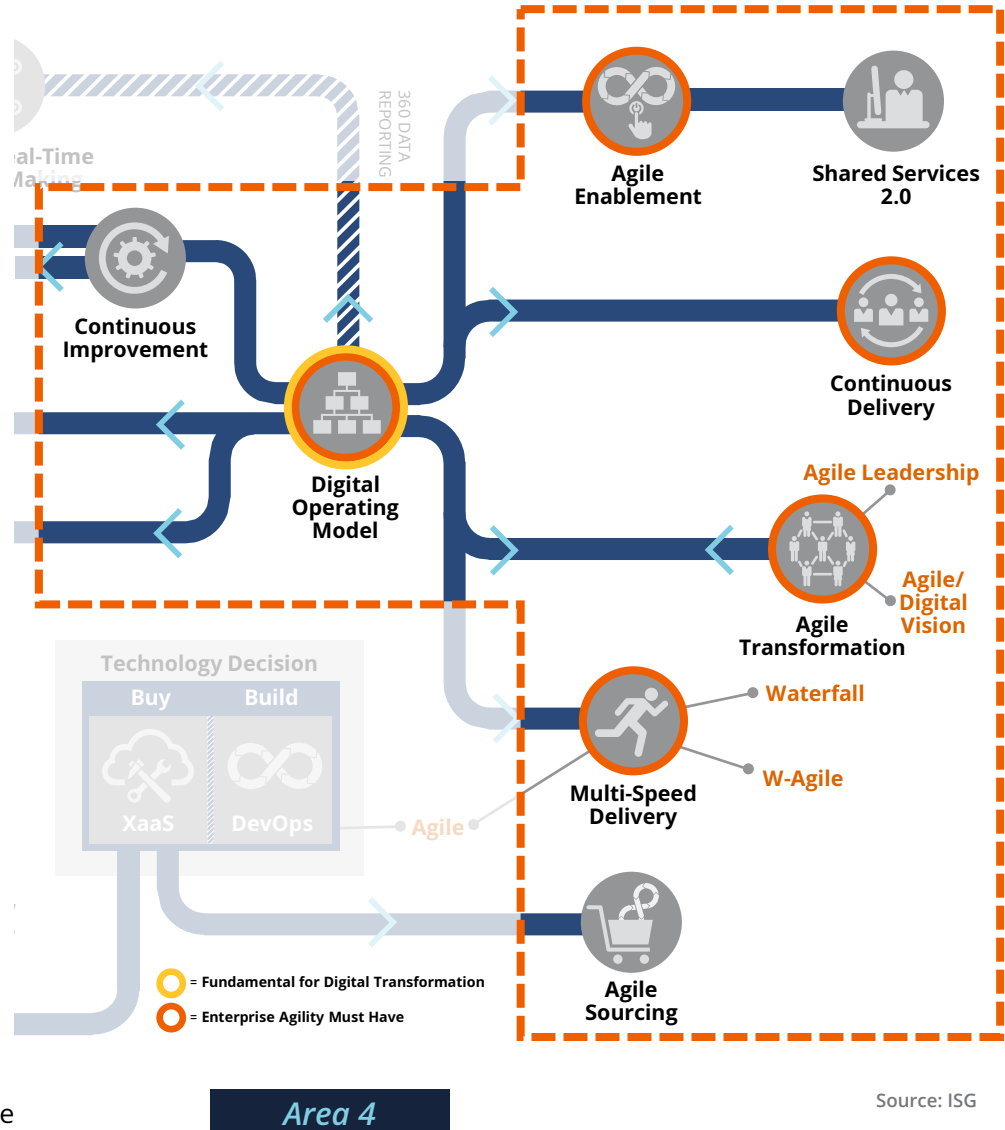 360 DATA
REPORTING
Agile
Enablement
Shared Services
2.0
Continuous
Improvement
Continuous
Delivery
Digital
Operating
Model
Agile Leadership
Agile/
Digital
Vision
Agile
Transformation
Technology Decision
Buy
Build
XaaS
DevOps
Agile
Waterfall
W-Agile
Multi-Speed
Delivery
Agile
Sourcing
= Fundamental for Digital Transformation
= Enterprise Agility Must Have
Area 4
Source: ISG